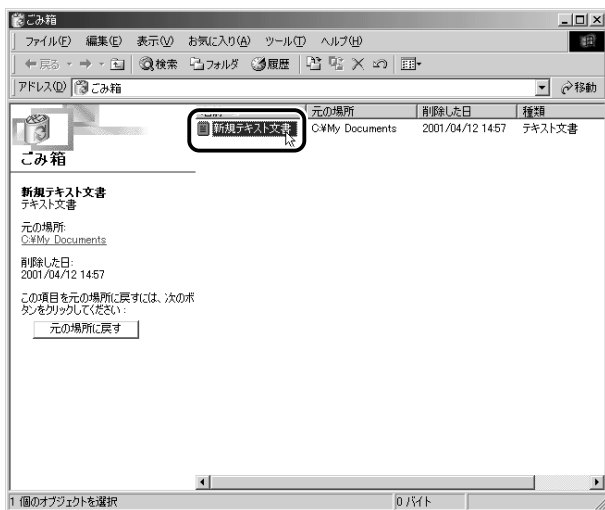 ごみ箱
ファイル(F) 編集(E) 表示(V) お気に入り(A) ツール(T) ヘルプ(H)
戻る 検索 フォルダ 履歴
アドレス(D) ごみ箱 移動
元の場所 削除した日 種類
新規テキスト文書 C:¥My Documents 2001/04/12 14:57 テキスト文書
ごみ箱
新規テキスト文書
テキスト文書
元の場所:
C:¥My Documents
削除した日:
2001/04/12 14:57
この項目を元の場所に戻すには、次のボ
タンをクリックしてください:
元の場所に戻す
1 個のオブジェクトを選択 0 バイト